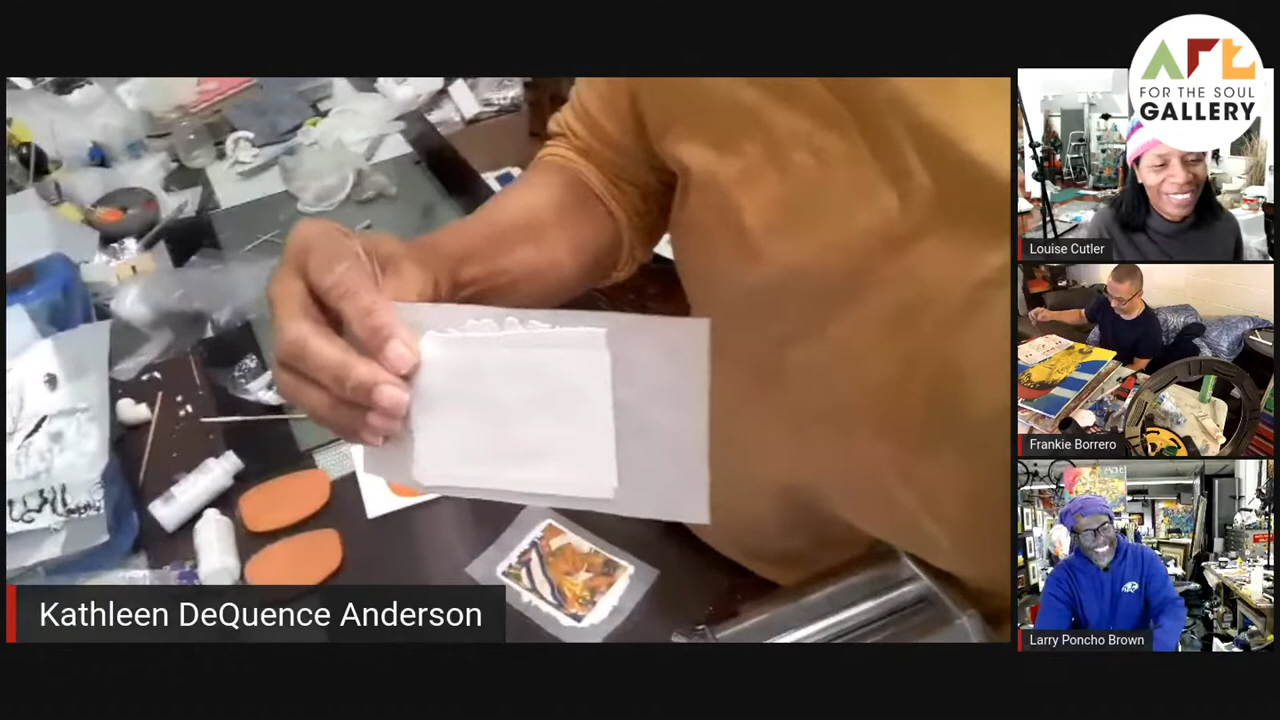 ART
FOR THE SOUL
GALLERY
Louise Cutler
Frankie Borrero
Kathleen DeQuence Anderson
Larry Poncho Brown